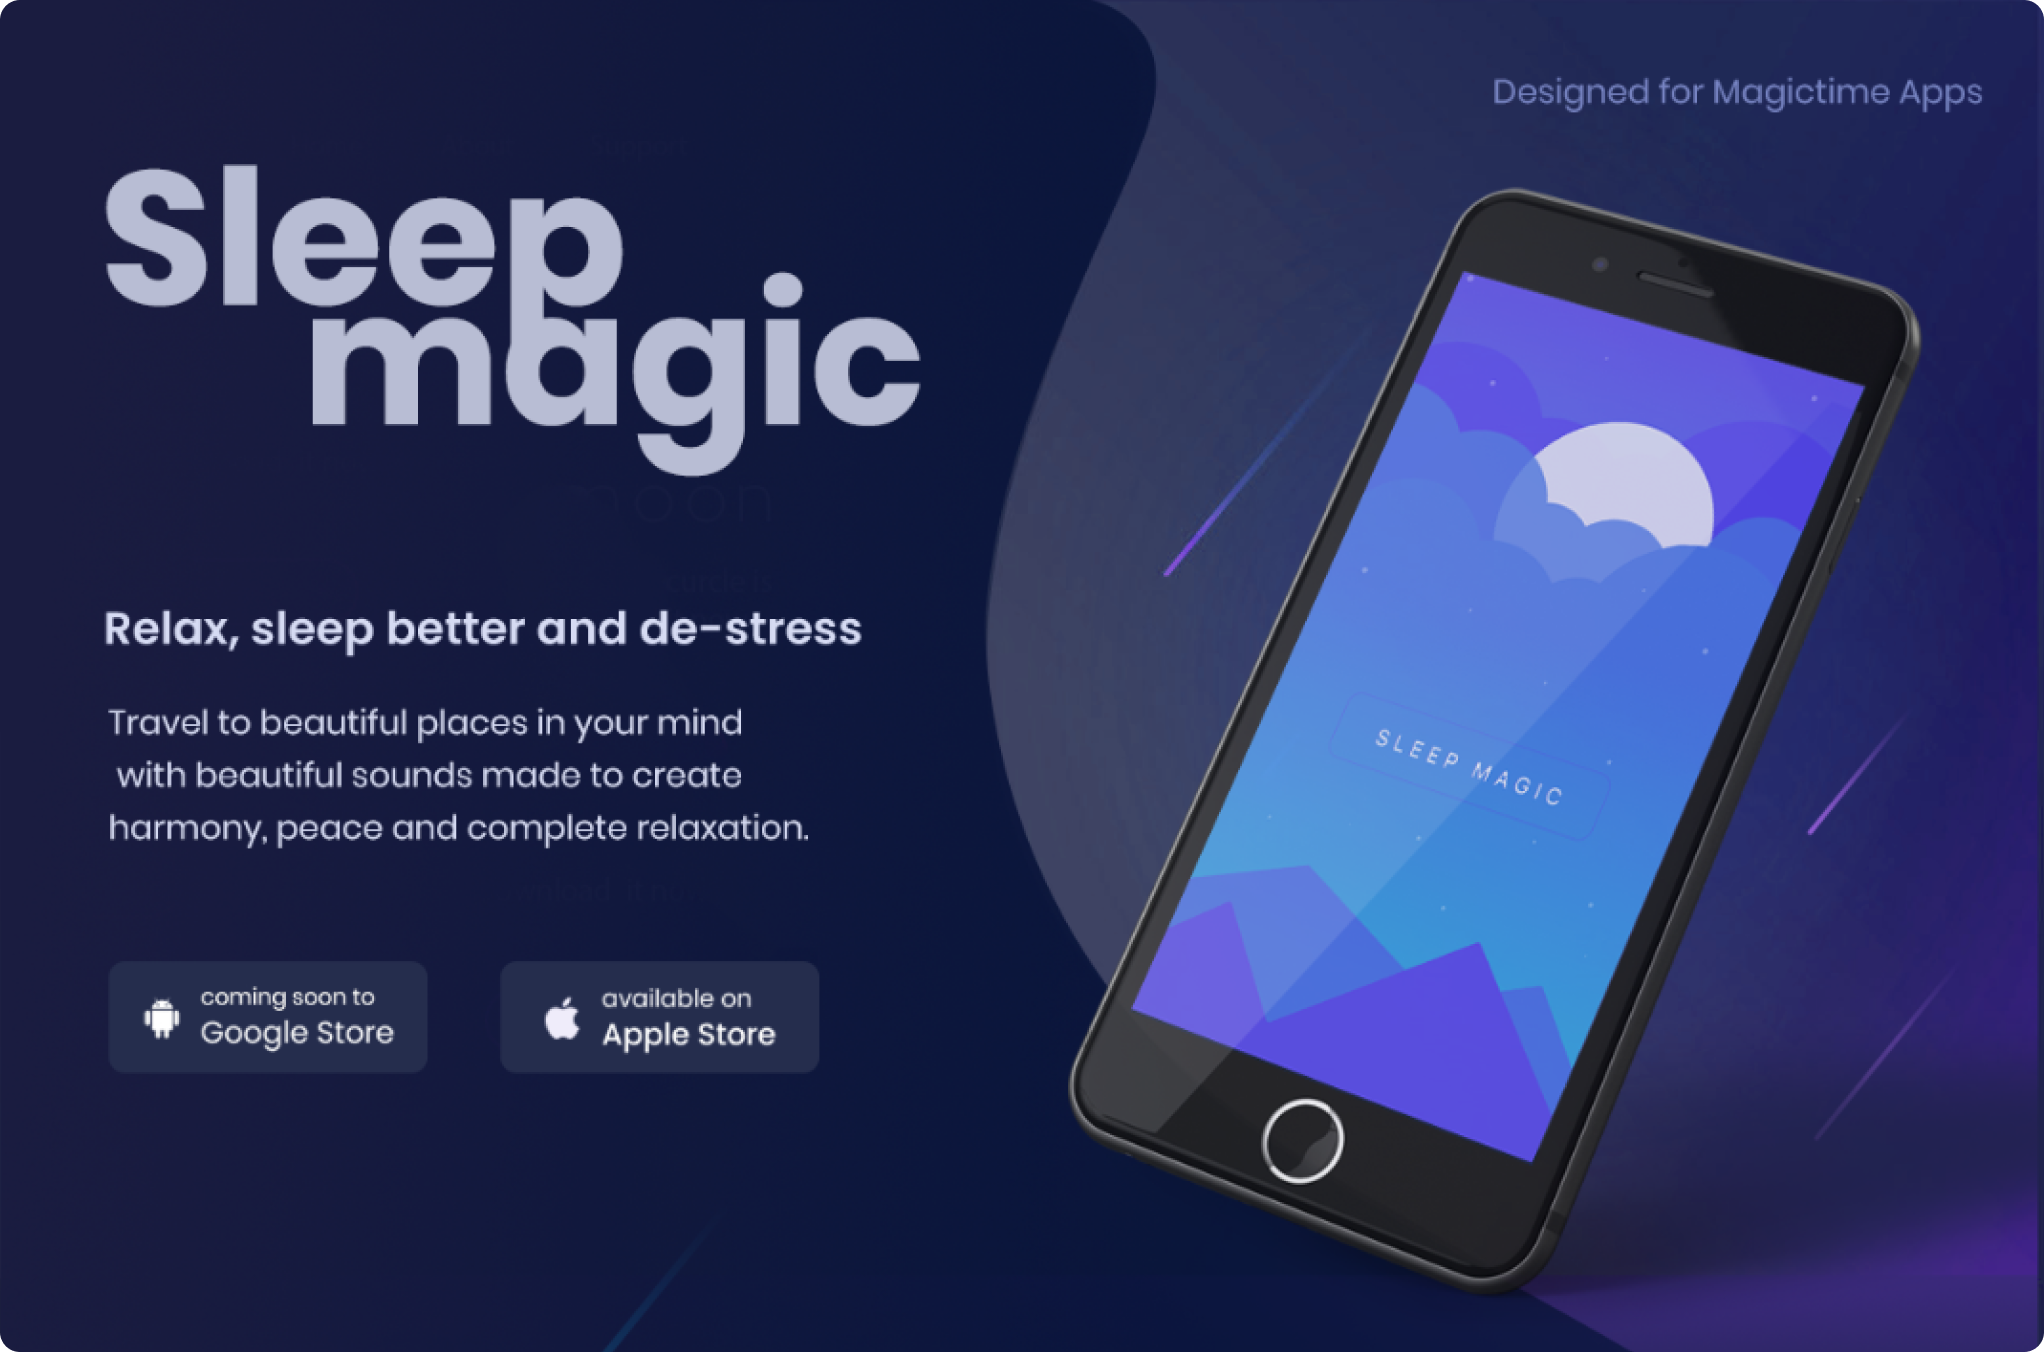 Designed for Magictime Apps
Sleep
magic
Relax, sleep better and de-stress
Travel to beautiful places in your mind
with beautiful sounds made to create
harmony, peace and complete relaxation.
coming soon to
Google Store
available on
Apple Store
SLEEP MAGIC